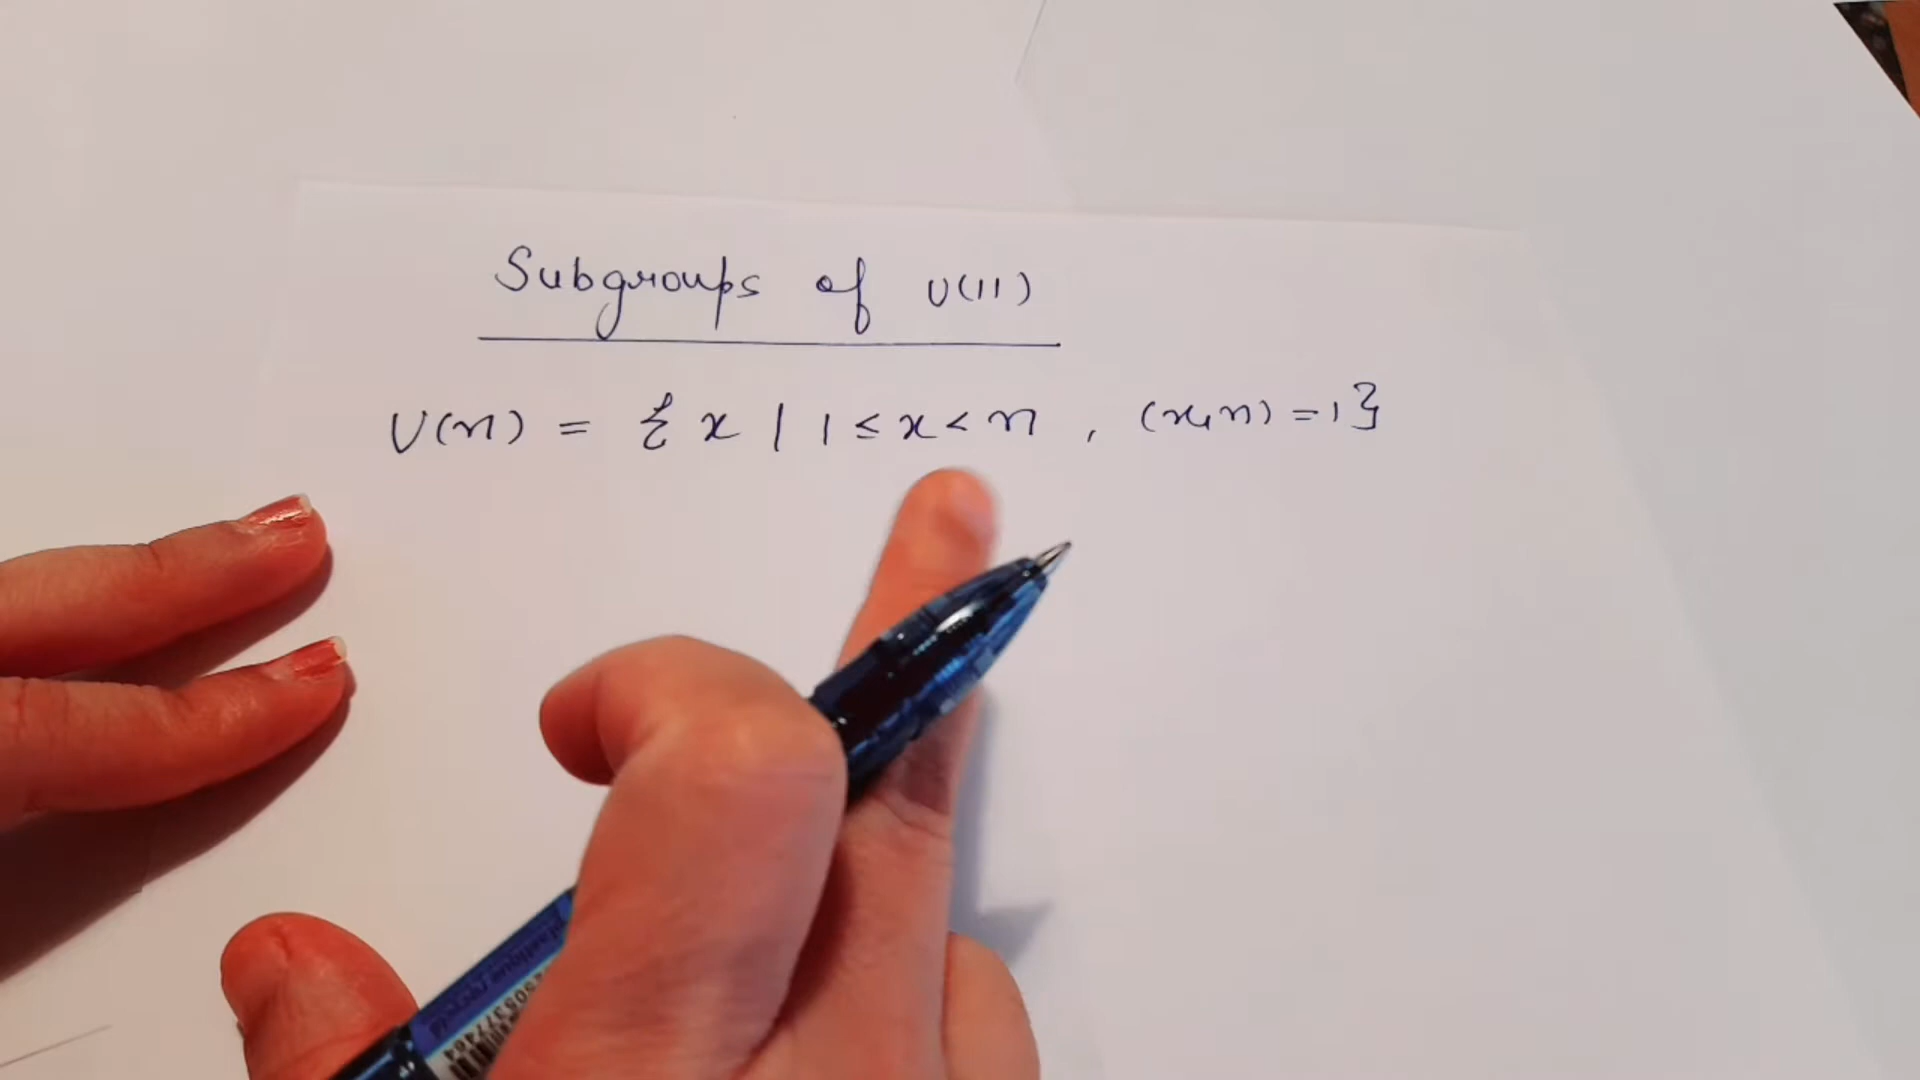 Subgroups of U(11)
U(n) = { x | 1 ≤ x < n , (x,n) = 1 }